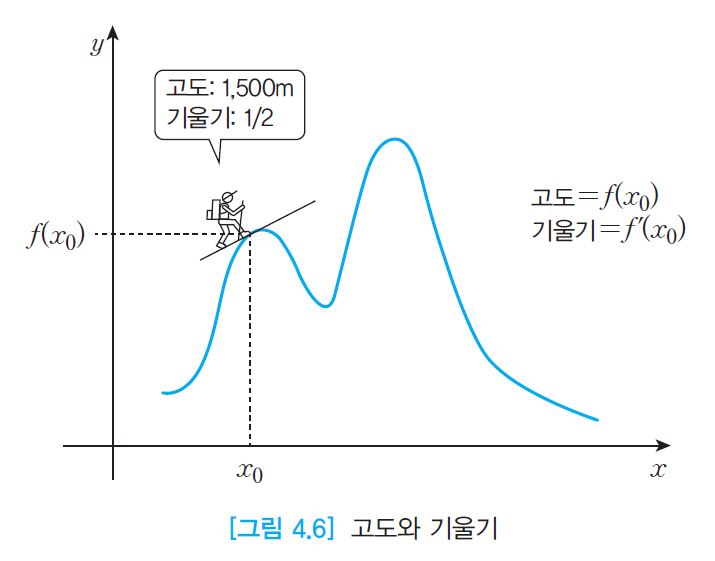 y
고도: 1,500m
기울기: 1/2
고도=f(x₀)
기울기=f′(x₀)
f(x₀)
x₀
x
[그림 4.6] 고도와 기울기